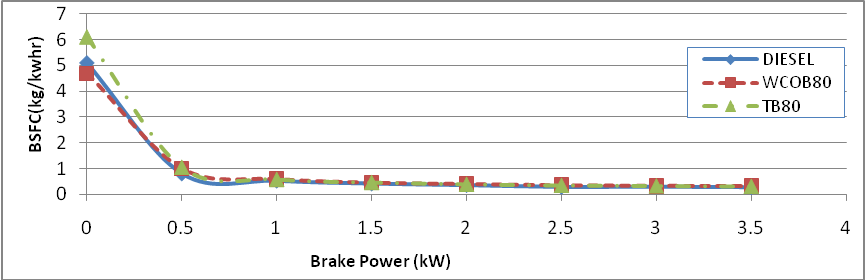 7
6
5
4
3
2
1
0
BSFC(kg/kwhr)
0 0.5 1 1.5 2 2.5 3 3.5 4
Brake Power (kW)
DIESEL
WCOB80
TB80